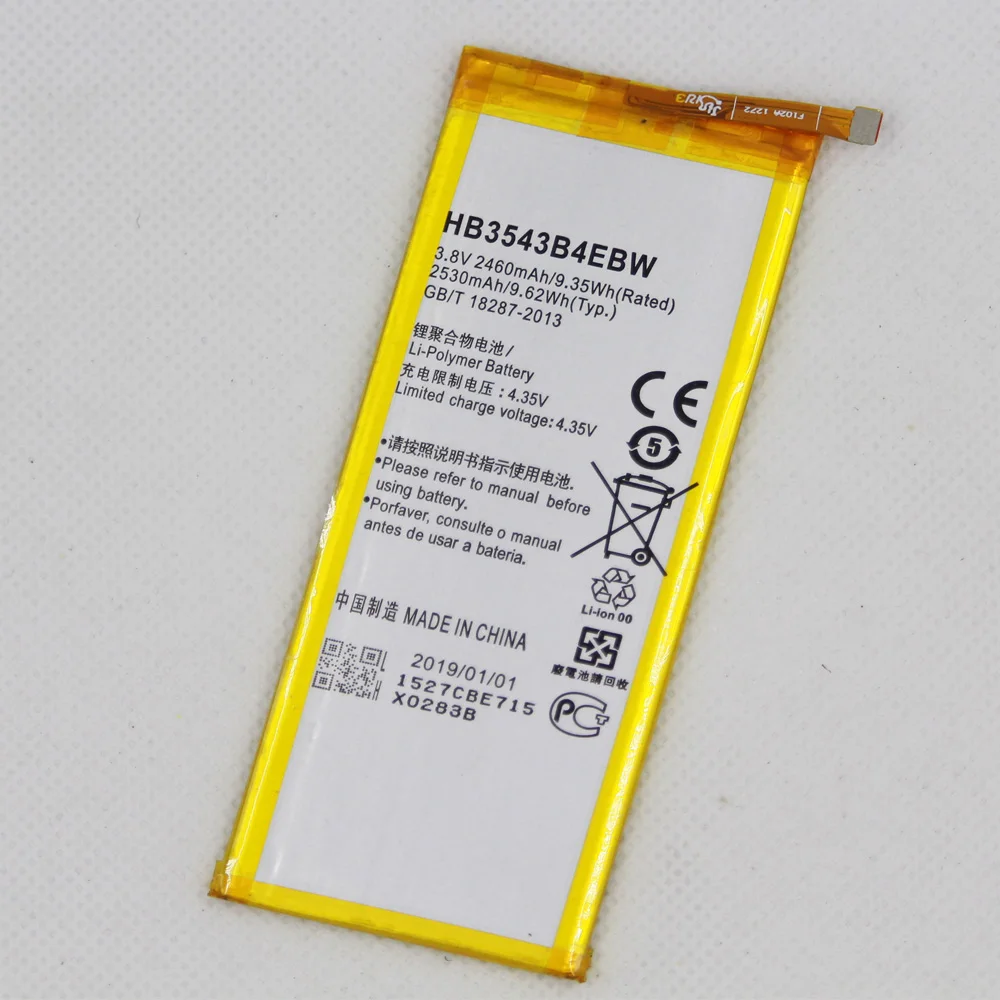 F102A 1272
HB3543B4EBW
3.8V 2460mAh/9.35Wh(Rated)
2530mAh/9.62Wh(Typ.)
GB/T 18287-2013
锂聚合物电池/
Li-Polymer Battery
充电限制电压：4.35V
Limited charge voltage: 4.35V
•请按照说明书指示使用电池.
•Please refer to manual before
using battery.
•Porfaver, consulte o manual
antes de usar a bateria.
CE
5
Li-ion 00
廢電池請回收
中国制造 MADE IN CHINA
2019/01/01
1527CBE715
X0283B
PCT